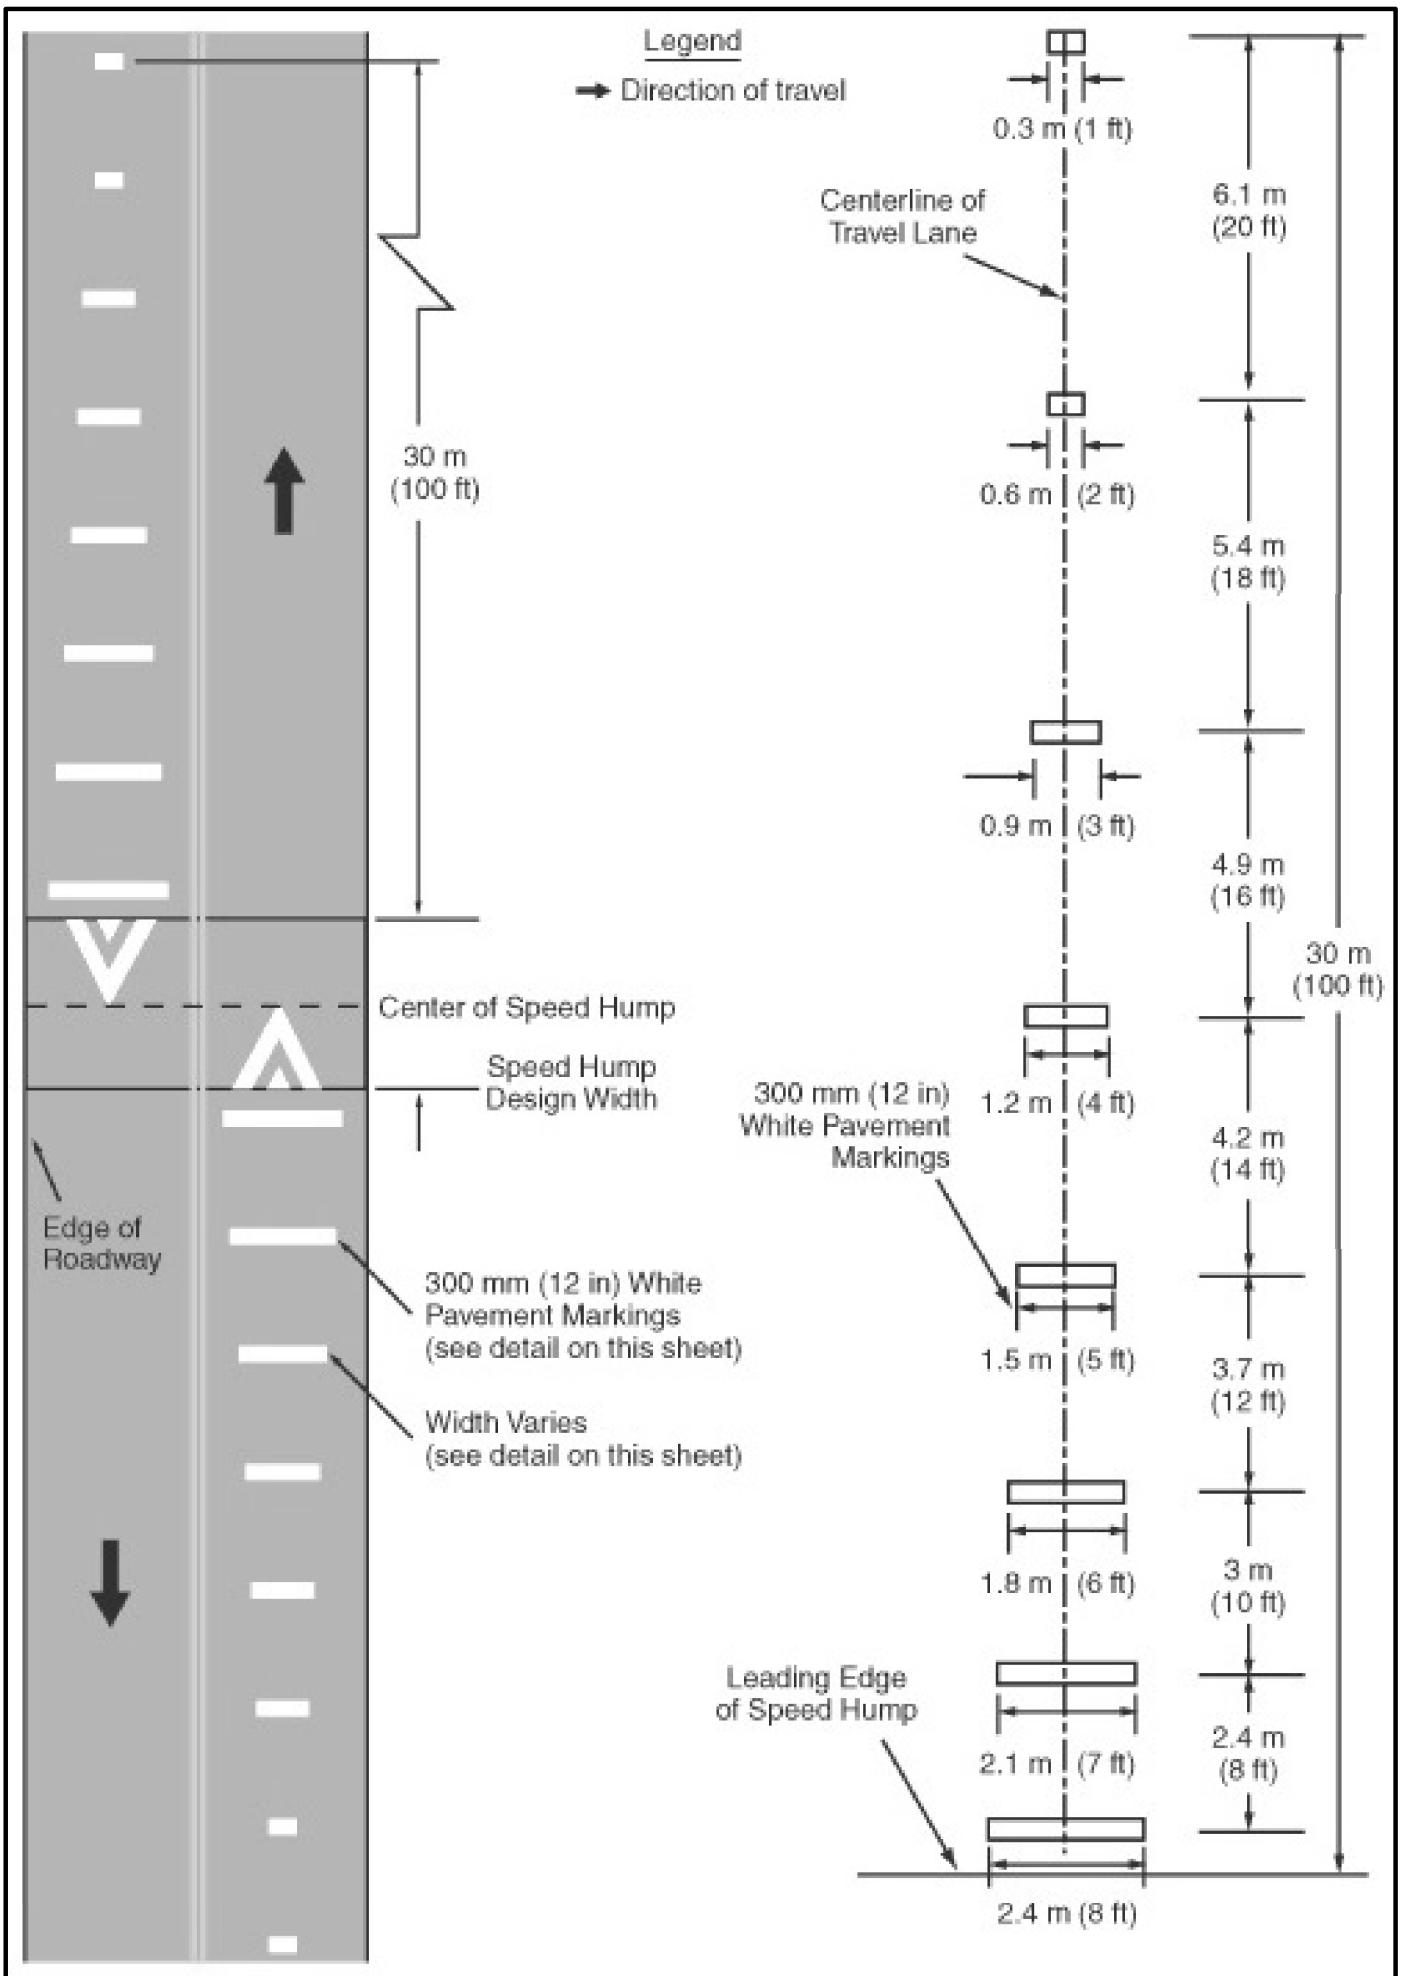 Legend
Direction of travel
0.3 m (1 ft)
Centerline of
Travel Lane
6.1 m
(20 ft)
30 m
(100 ft)
0.6 m (2 ft)
5.4 m
(18 ft)
0.9 m (3 ft)
4.9 m
(16 ft)
30 m
(100 ft)
Center of Speed Hump
Speed Hump
Design Width
300 mm (12 in)
White Pavement
Markings
1.2 m (4 ft)
4.2 m
(14 ft)
Edge of
Roadway
300 mm (12 in) White
Pavement Markings
(see detail on this sheet)
Width Varies
(see detail on this sheet)
1.5 m (5 ft)
3.7 m
(12 ft)
1.8 m (6 ft)
3 m
(10 ft)
Leading Edge
of Speed Hump
2.1 m (7 ft)
2.4 m
(8 ft)
2.4 m (8 ft)